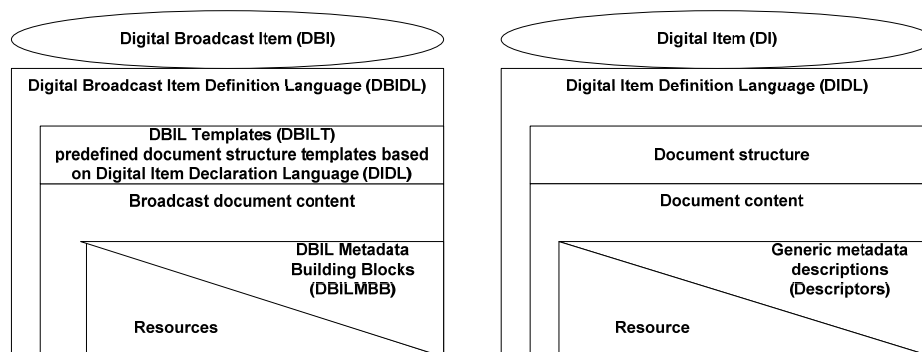 Digital Broadcast Item (DBI)
Digital Broadcast Item Definition Language (DBIDL)
DBIL Templates (DBILT)
predefined document structure templates based
on Digital Item Declaration Language (DIDL)
Broadcast document content
DBIL Metadata
Building Blocks
(DBILMBB)
Resources
Digital Item (DI)
Digital Item Definition Language (DIDL)
Document structure
Document content
Generic metadata
descriptions
(Descriptors)
Resource